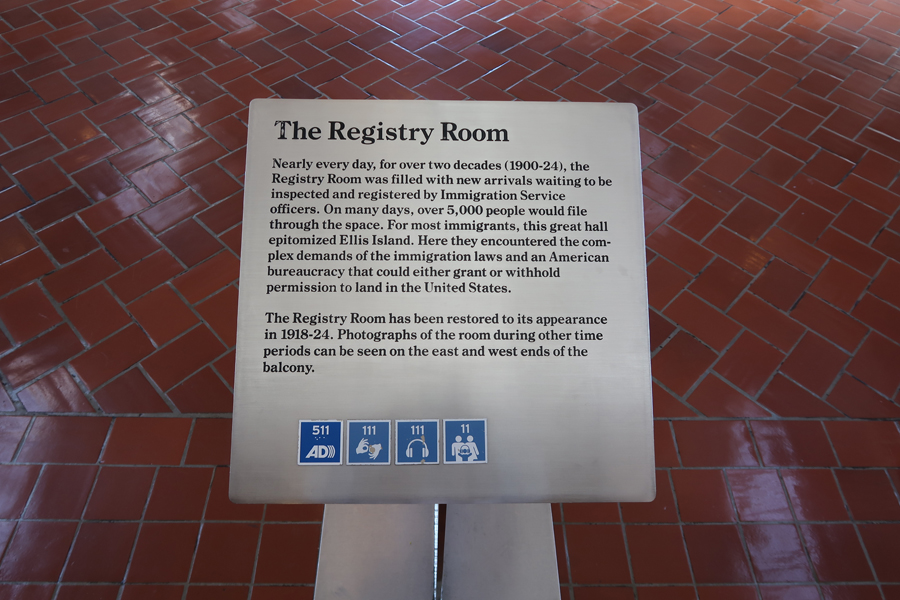 The Registry Room
Nearly every day, for over two decades (1900-24), the
Registry Room was filled with new arrivals waiting to be
inspected and registered by Immigration Service
officers. On many days, over 5,000 people would file
through the space. For most immigrants, this great hall
epitomized Ellis Island. Here they encountered the com-
plex demands of the immigration laws and an American
bureaucracy that could either grant or withhold
permission to land in the United States.
The Registry Room has been restored to its appearance
in 1918-24. Photographs of the room during other time
periods can be seen on the east and west ends of the
balcony.
511 111 111 11
AD